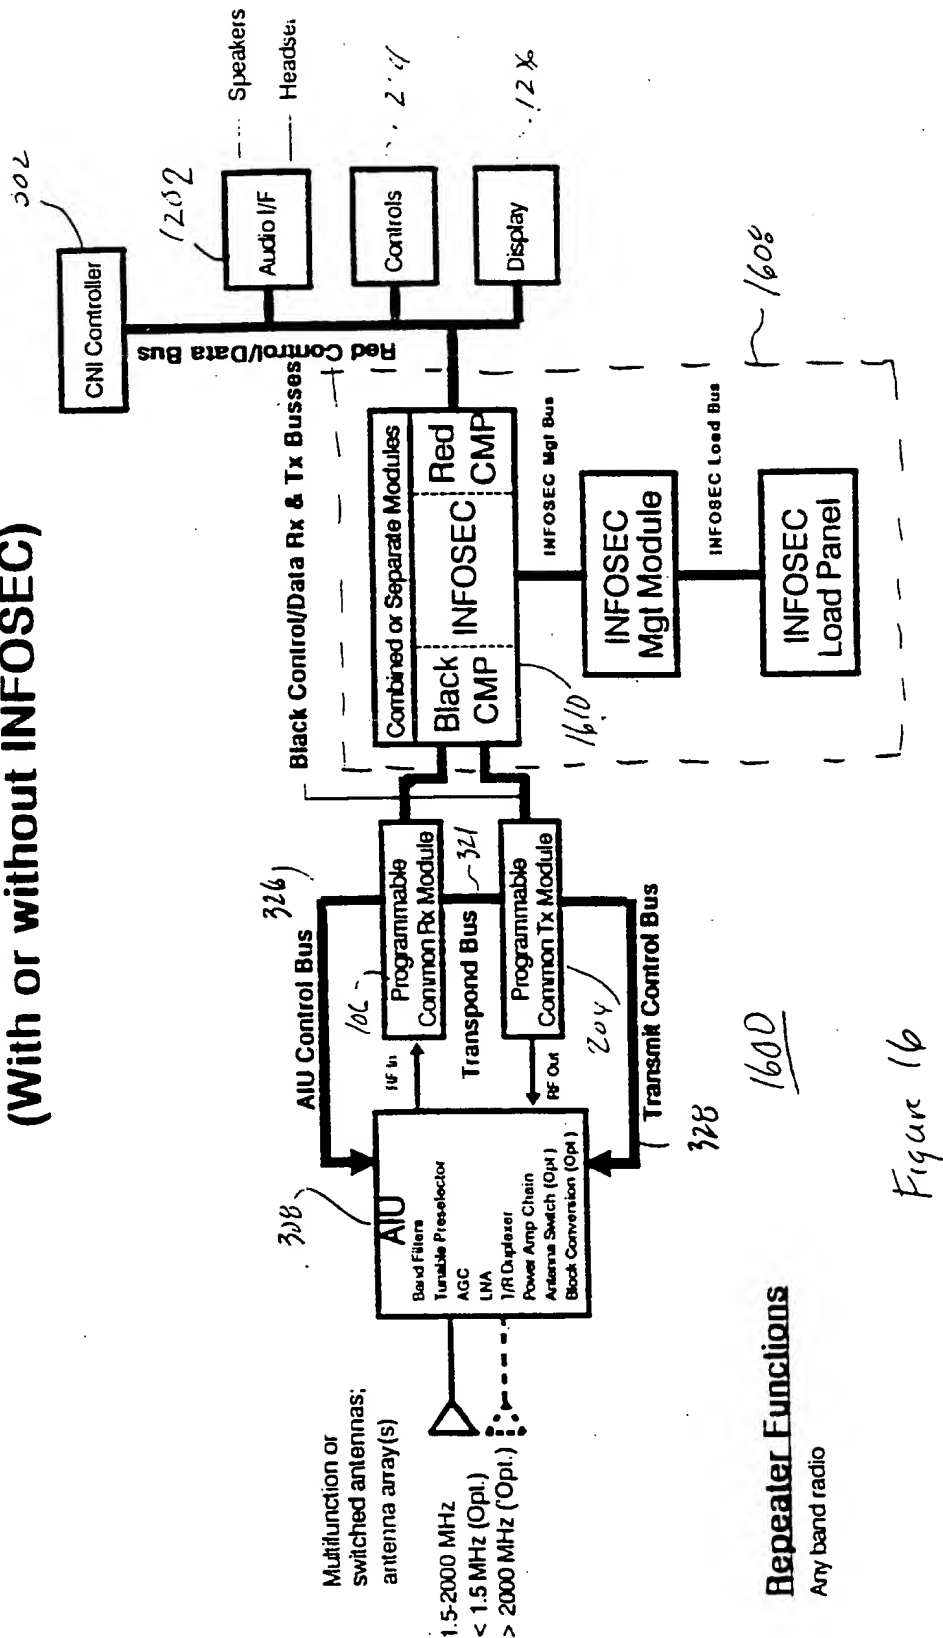 (With or without INFOSEC)
Multifunction or
switched antennas;
antenna array(s)
1.5-2000 MHz
< 1.5 MHz (Opt.)
> 2000 MHz (Opt.)
308
AIU
Band Filters
Tunable Preselector
AGC
LNA
T/R Duplexer
Power Amp Chain
Antenna Switch (Opt)
Block Conversion (Opt)
AIU Control Bus
326
RF In
106
Programmable
Common Rx Module
Transpond Bus
321
RF Out
Programmable
Common Tx Module
204
Transmit Control Bus
328
Black Control/Data Rx & Tx Busses
Combined or Separate Modules
Black
CMP
INFOSEC
Red
CMP
1610
INFOSEC Mgt Bus
INFOSEC
Mgt Module
INFOSEC Load Bus
INFOSEC
Load Panel
1608
Red Control/Data Bus
CNI Controller
302
Audio I/F
1202
Speakers
Headset
Controls
Display
Repeater Functions
Any band radio
1600
Figure 16